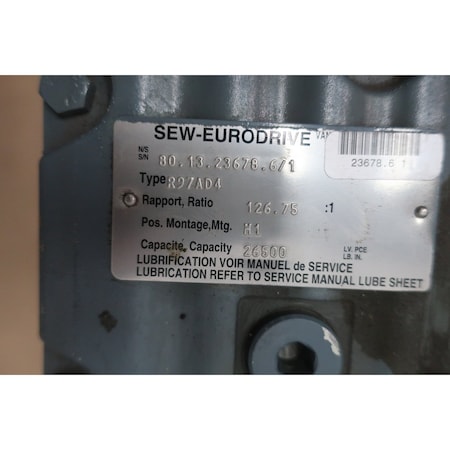 SEW-EURODRIVE
23678.6 1
N/S
S/N 80.13.23678.6/1
Type R97AD4
Rapport, Ratio 126.75 :1
Pos. Montage,Mtg. M1
Capacite, Capacity 26500 LV. PCE
LB. IN.
LUBRIFICATION VOIR MANUEL de SERVICE
LUBRICATION REFER TO SERVICE MANUAL LUBE SHEET